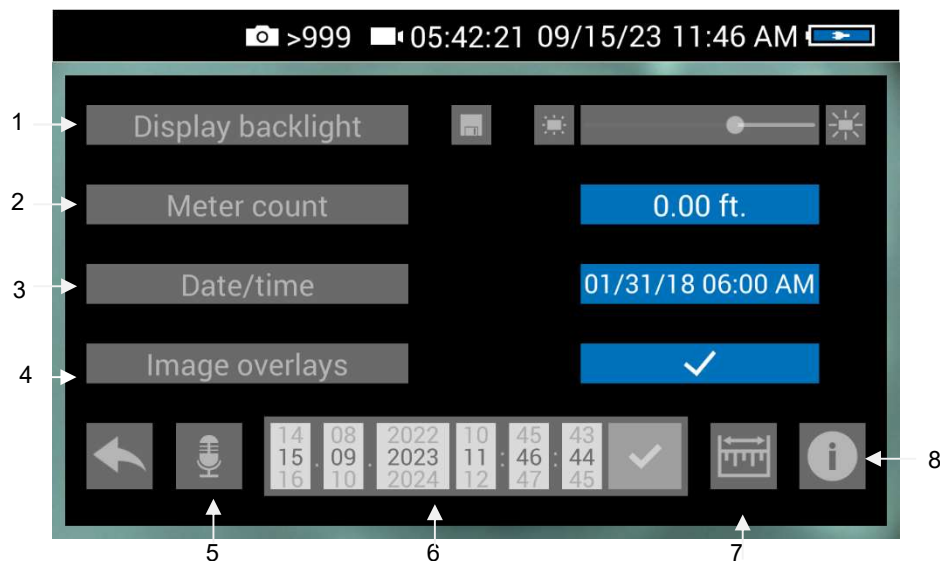 >999 05:42:21 09/15/23 11:46 AM
1 Display backlight
2 Meter count 0.00 ft.
3 Date/time 01/31/18 06:00 AM
4 Image overlays
14 08 2022 10 45 43
15 . 09 . 2023 11 : 46 : 44
16 10 2024 12 47 45
i 8
5 6 7